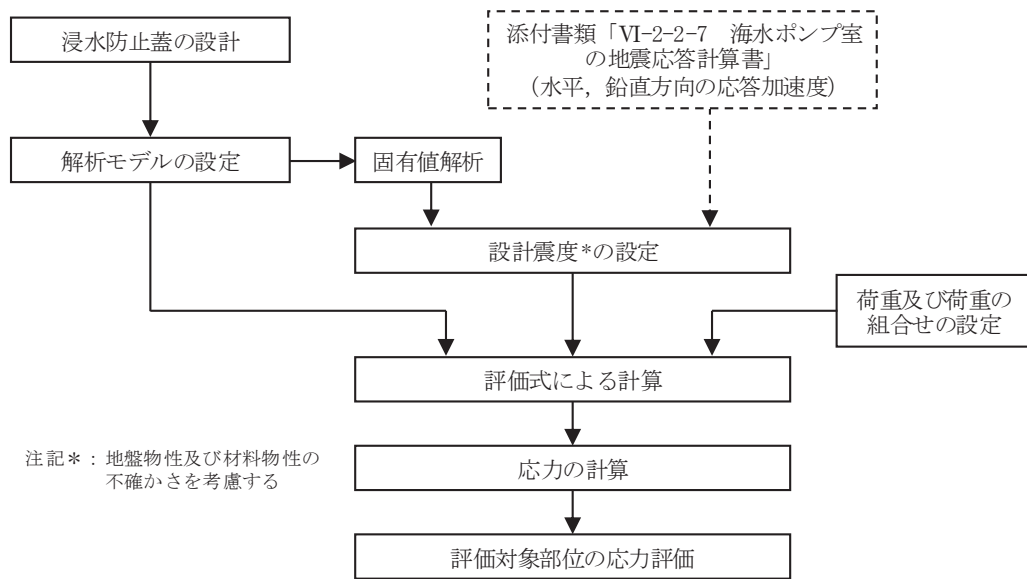 浸水防止蓋の設計
添付書類「Ⅵ-2-2-7　海水ポンプ室
の地震応答計算書」
（水平，鉛直方向の応答加速度）
解析モデルの設定
固有値解析
設計震度*の設定
荷重及び荷重の
組合せの設定
評価式による計算
注記＊：地盤物性及び材料物性の
不確かさを考慮する
応力の計算
評価対象部位の応力評価